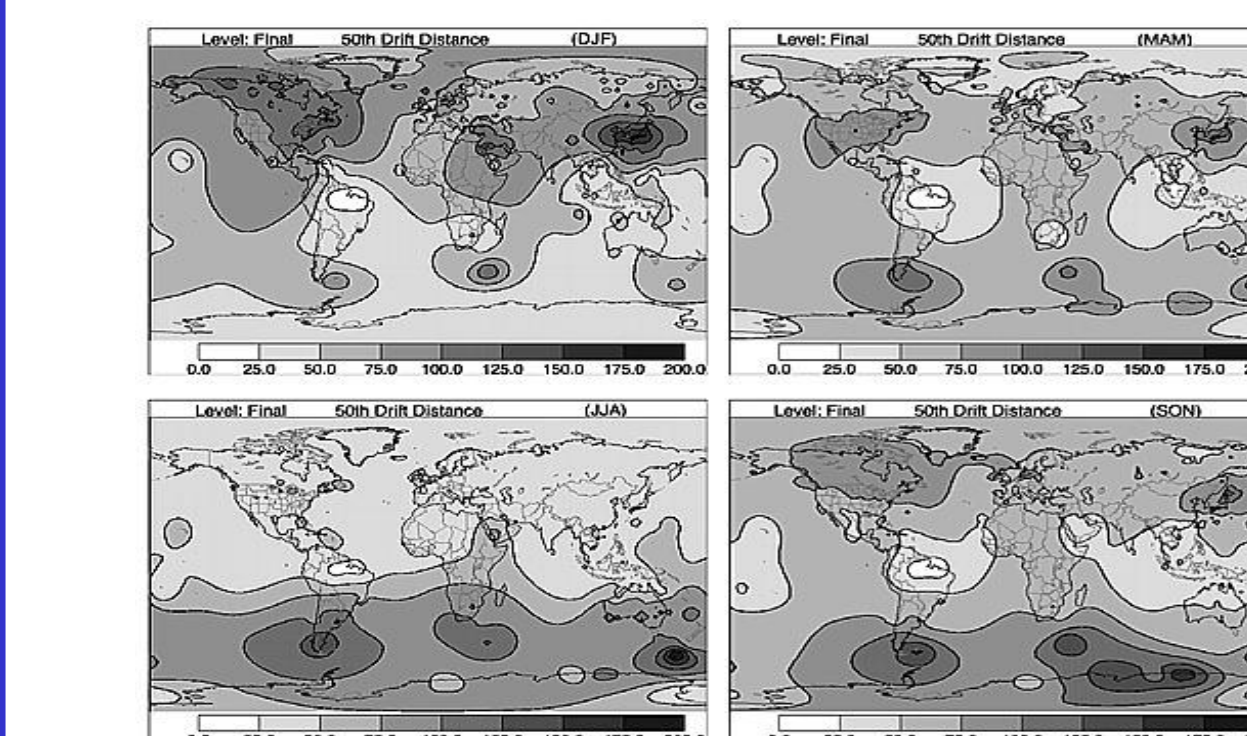 Level: Final 50th Drift Distance (DJF)
Level: Final 50th Drift Distance (MAM)
0.0 25.0 50.0 75.0 100.0 125.0 150.0 175.0 200.0
0.0 25.0 50.0 75.0 100.0 125.0 150.0 175.0
Level: Final 50th Drift Distance (JJA)
Level: Final 50th Drift Distance (SON)